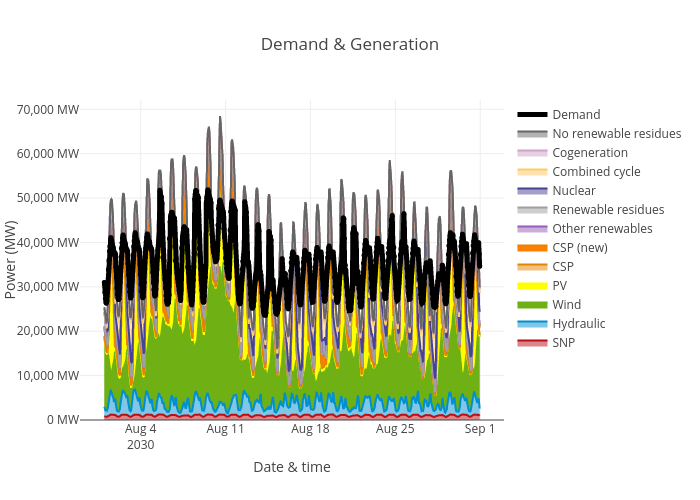 Demand & Generation
70,000 MW
60,000 MW
50,000 MW
40,000 MW
30,000 MW
20,000 MW
10,000 MW
0 MW
Power (MW)
Aug 4
2030
Aug 11
Aug 18
Aug 25
Sep 1
Date & time
Demand
No renewable residues
Cogeneration
Combined cycle
Nuclear
Renewable residues
Other renewables
CSP (new)
CSP
PV
Wind
Hydraulic
SNP